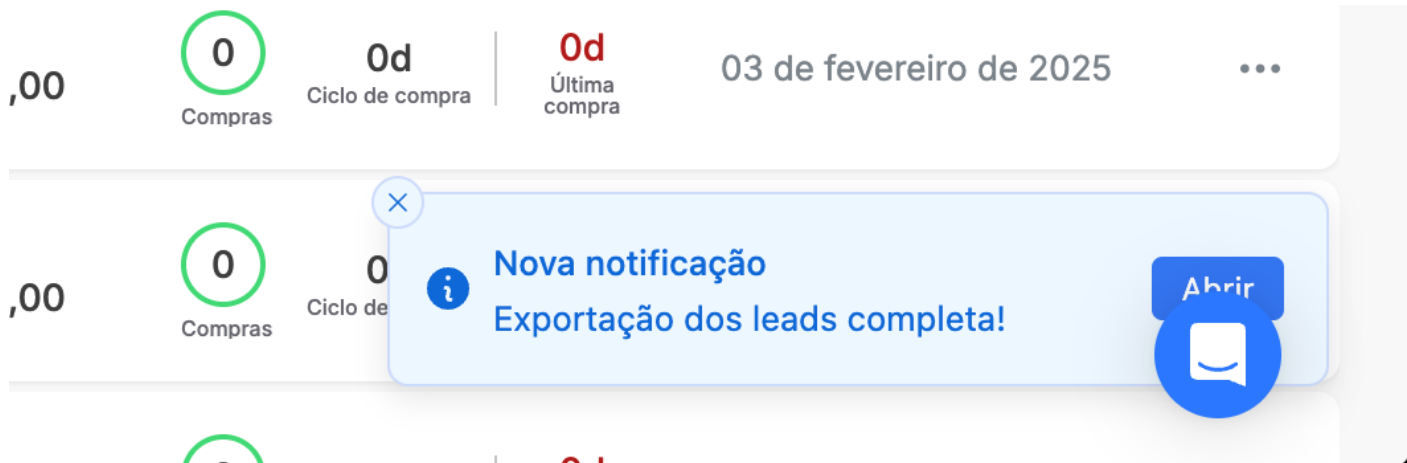 ,00
0
Compras
0d
Ciclo de compra
0d
Última
compra
03 de fevereiro de 2025
,00
0
Compras
0
Ciclo de
Nova notificação
Exportação dos leads completa!
Abrir